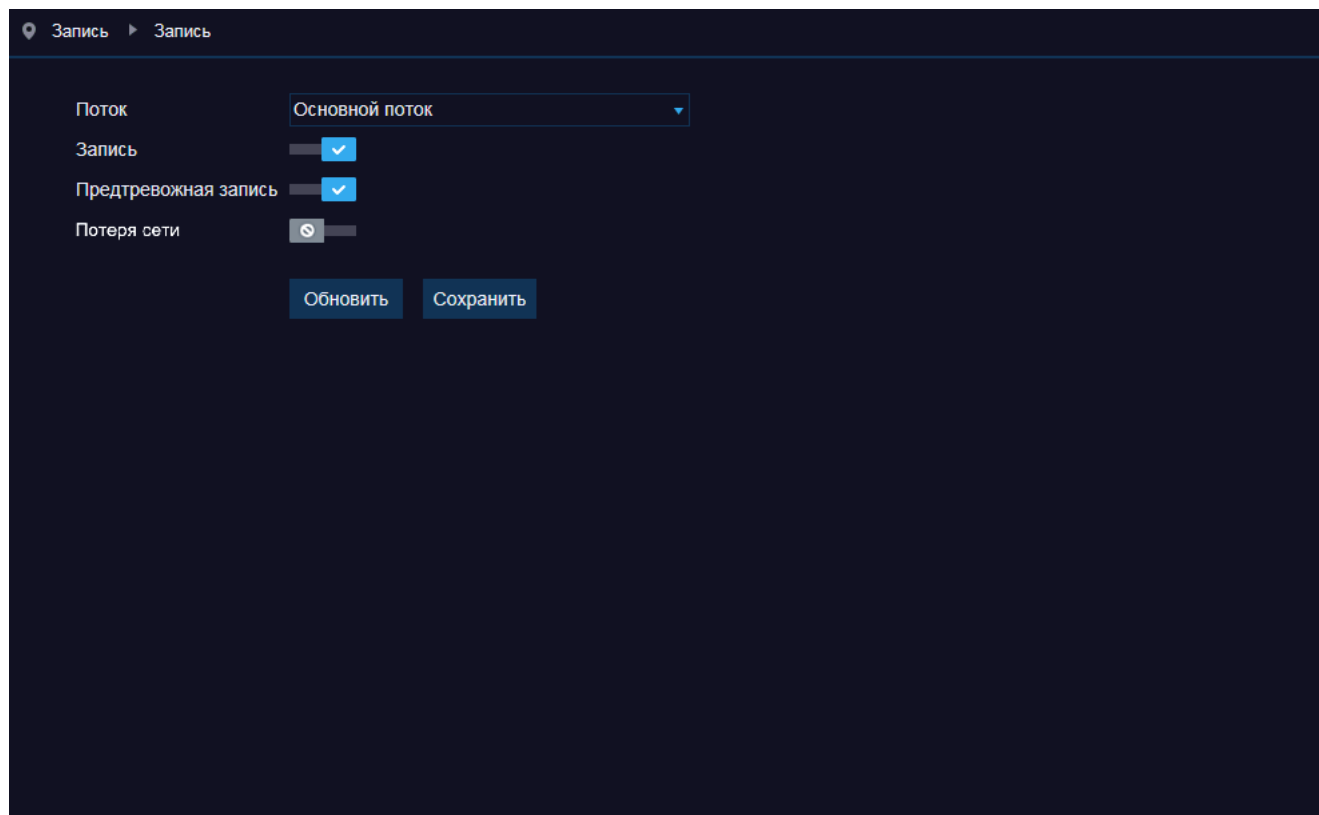 Запись Запись
Поток Основной поток
Запись
Предтревожная запись
Потеря сети
Обновить Сохранить